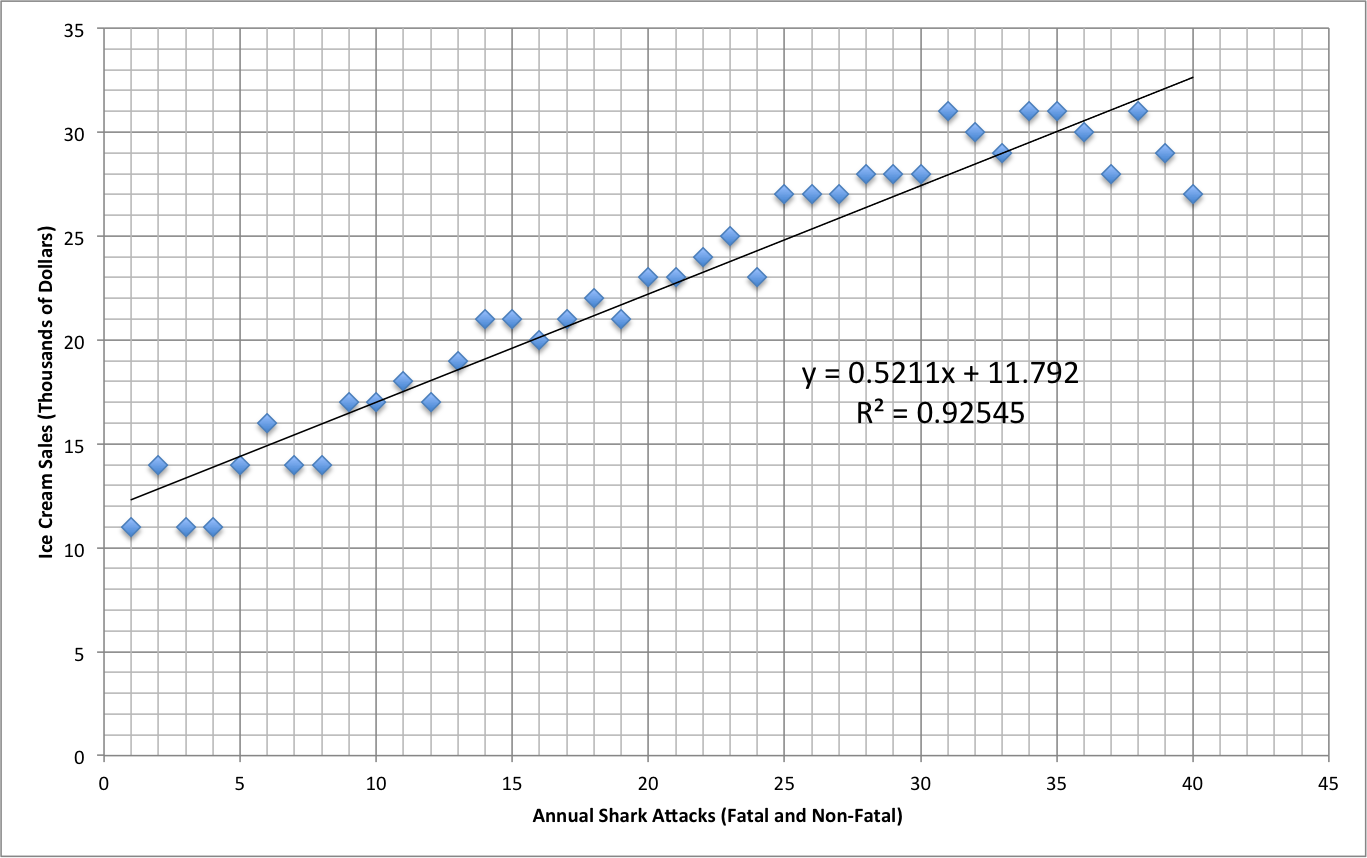 35
30
25
20
15
10
5
0
Ice Cream Sales (Thousands of Dollars)
y = 0.5211x + 11.792
R² = 0.92545
0 5 10 15 20 25 30 35 40 45
Annual Shark Attacks (Fatal and Non-Fatal)